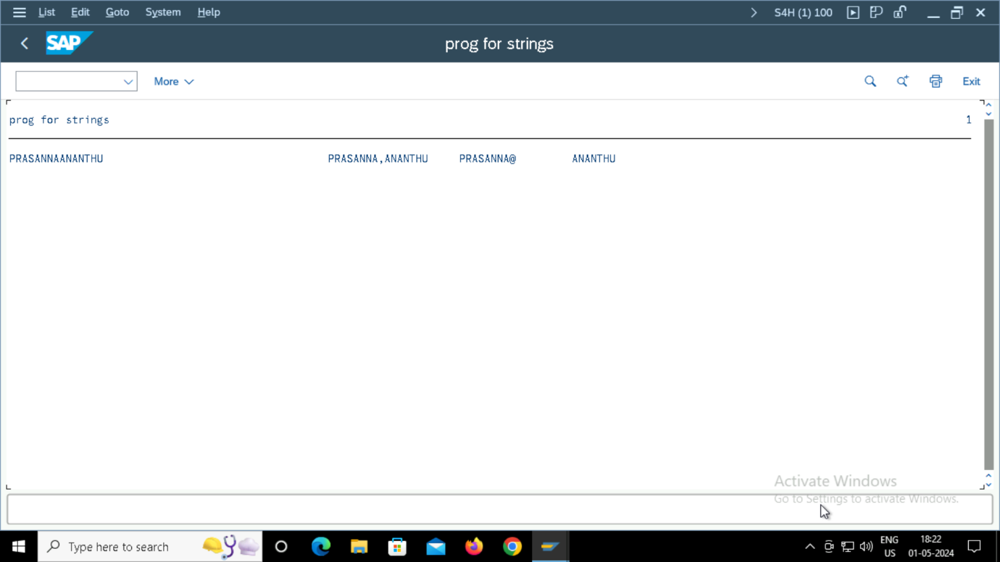 List Edit Goto System Help S4H (1) 100
SAP prog for strings
More Exit
prog for strings 1
PRASANNAANANTHU PRASANNA,ANANTHU PRASANNA@ ANANTHU
Activate Windows
Go to Settings to activate Windows.
Type here to search
ENG 18:22
US 01-05-2024